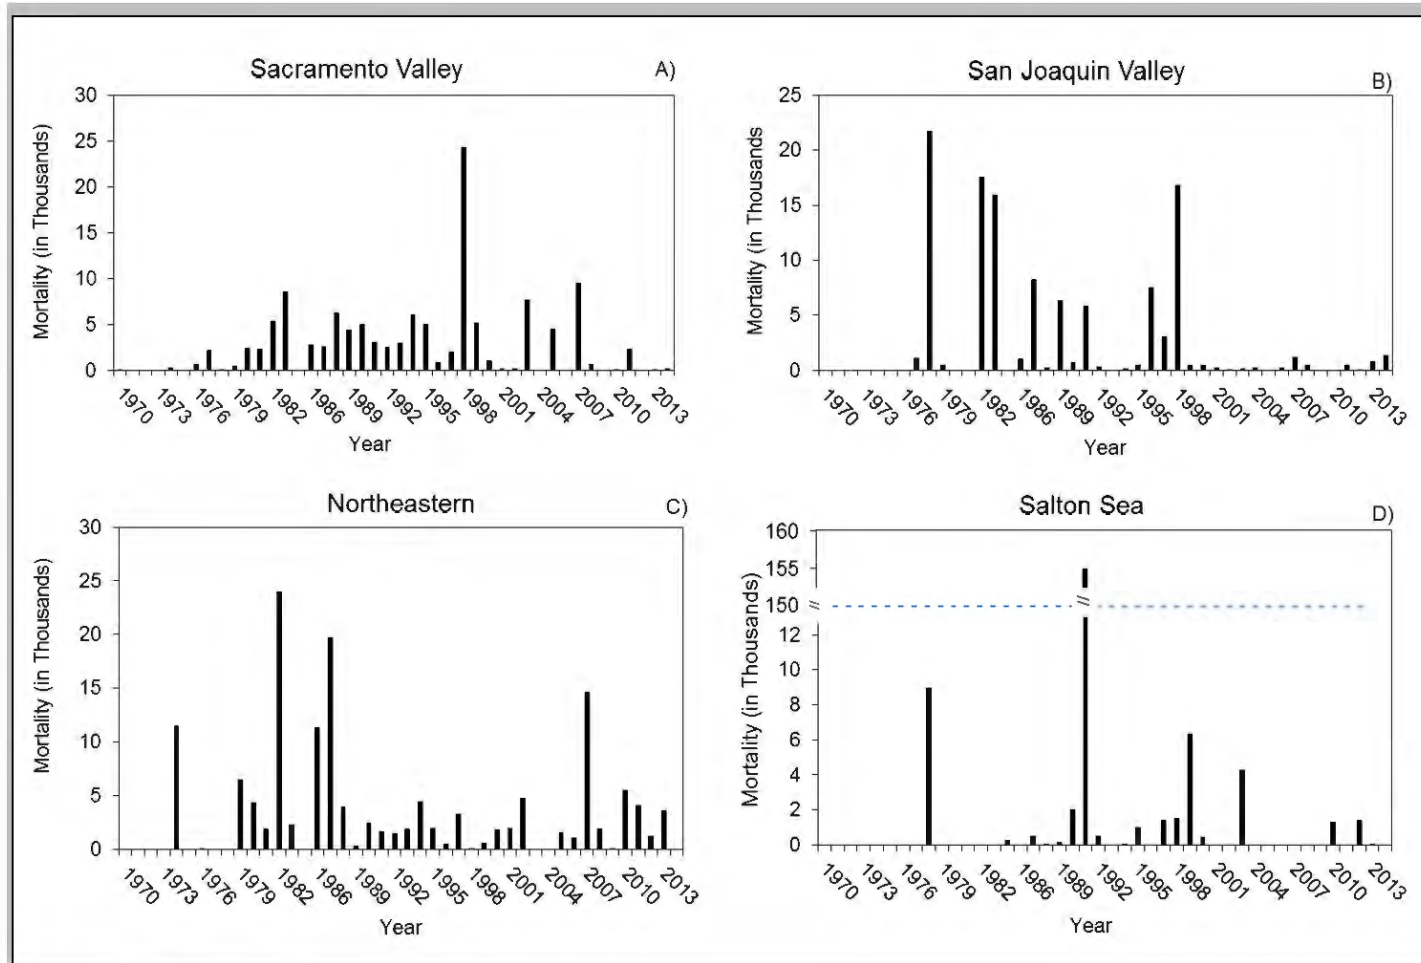 Sacramento Valley
A)
30
25
20
15
10
5
0
Mortality (in Thousands)
1970 1973 1976 1979 1982 1986 1989 1992 1995 1998 2001 2004 2007 2010 2013
Year
San Joaquin Valley
B)
25
20
15
10
5
0
Mortality (in Thousands
1970 1973 1976 1979 1982 1986 1989 1992 1995 1998 2001 2004 2007 2010 2013
Year
Northeastern
C)
30
25
20
15
10
5
0
Mortality (in Thousands)
1970 1973 1976 1979 1982 1986 1989 1992 1995 1998 2001 2004 2007 2010 2013
Year
Salton Sea
D)
160
155
150
12
10
8
6
4
2
0
Mortality (in Thousands)
1970 1973 1976 1979 1982 1986 1989 1992 1995 1998 2001 2004 2007 2010 2013
Year